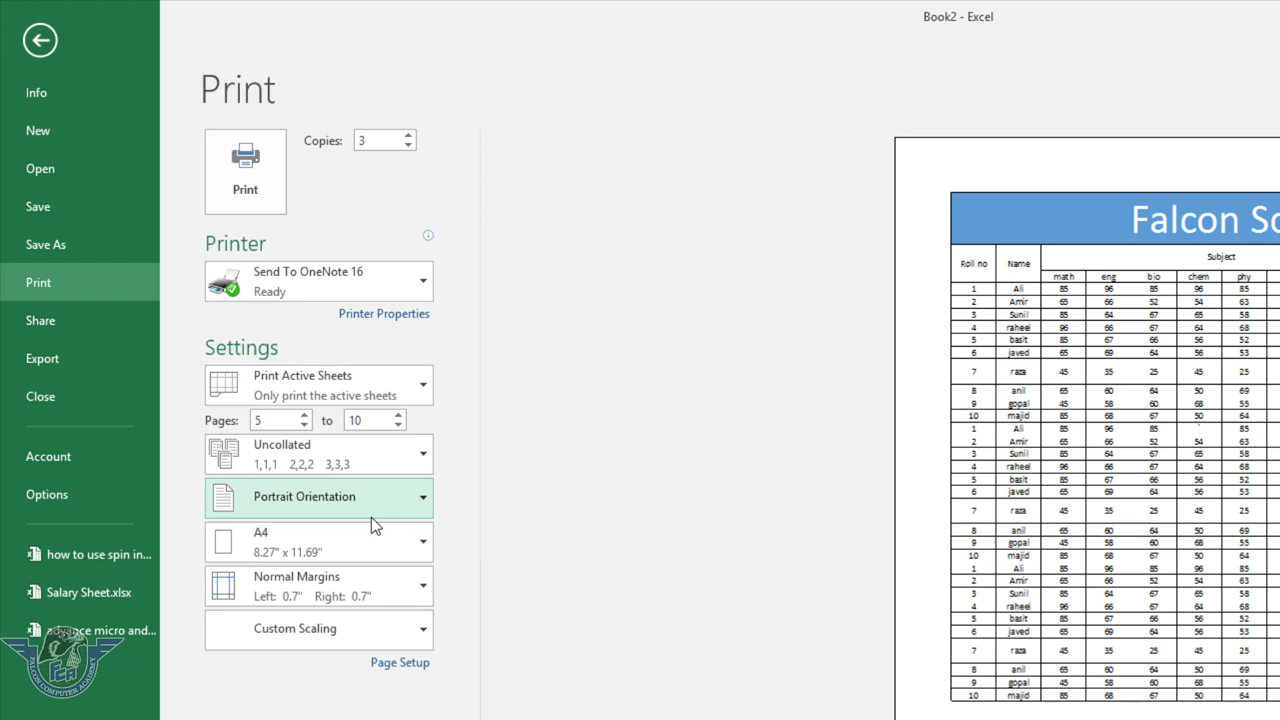 Book2 - Excel
Info
New
Open
Save
Save As
Print
Share
Export
Close
Account
Options
how to use spin in...
Salary Sheet.xlsx
advance micro and...
FALCON COMPUTER ACADEMY
FCA
Print
Print
Copies: 3
Printer
Send To OneNote 16
Ready
Printer Properties
Settings
Print Active Sheets
Only print the active sheets
Pages: 5 to 10
Uncollated
1,1,1 2,2,2 3,3,3
Portrait Orientation
A4
8.27" x 11.69"
Normal Margins
Left: 0.7" Right: 0.7"
Custom Scaling
Page Setup
Falcon Sc
Roll no Name Subject
math eng bio chem phy
1 Ali 85 96 85 96 85
2 Amir 65 66 52 54 63
3 Sunil 85 64 67 65 58
4 raheel 96 66 67 64 68
5 basit 85 67 66 56 52
6 javed 65 69 64 56 53
7 raza 45 35 25 45 25
8 anil 65 60 64 50 69
9 gopal 45 58 60 68 55
10 majid 85 68 67 50 64
1 Ali 85 96 85 85
2 Amir 65 66 52 54 63
3 Sunil 85 64 67 65 58
4 raheel 96 66 67 64 68
5 basit 85 67 66 56 52
6 javed 65 69 64 56 53
7 raza 45 35 25 45 25
8 anil 65 60 64 50 69
9 gopal 45 58 60 68 55
10 majid 85 68 67 50 64
1 Ali 85 96 85 96 85
2 Amir 65 66 52 54 63
3 Sunil 85 64 67 65 58
4 raheel 96 66 67 64 68
5 basit 85 67 66 56 52
6 javed 65 69 64 56 53
7 raza 45 35 25 45 25
8 anil 65 60 64 50 69
9 gopal 45 58 60 68 55
10 majid 85 68 67 50 64